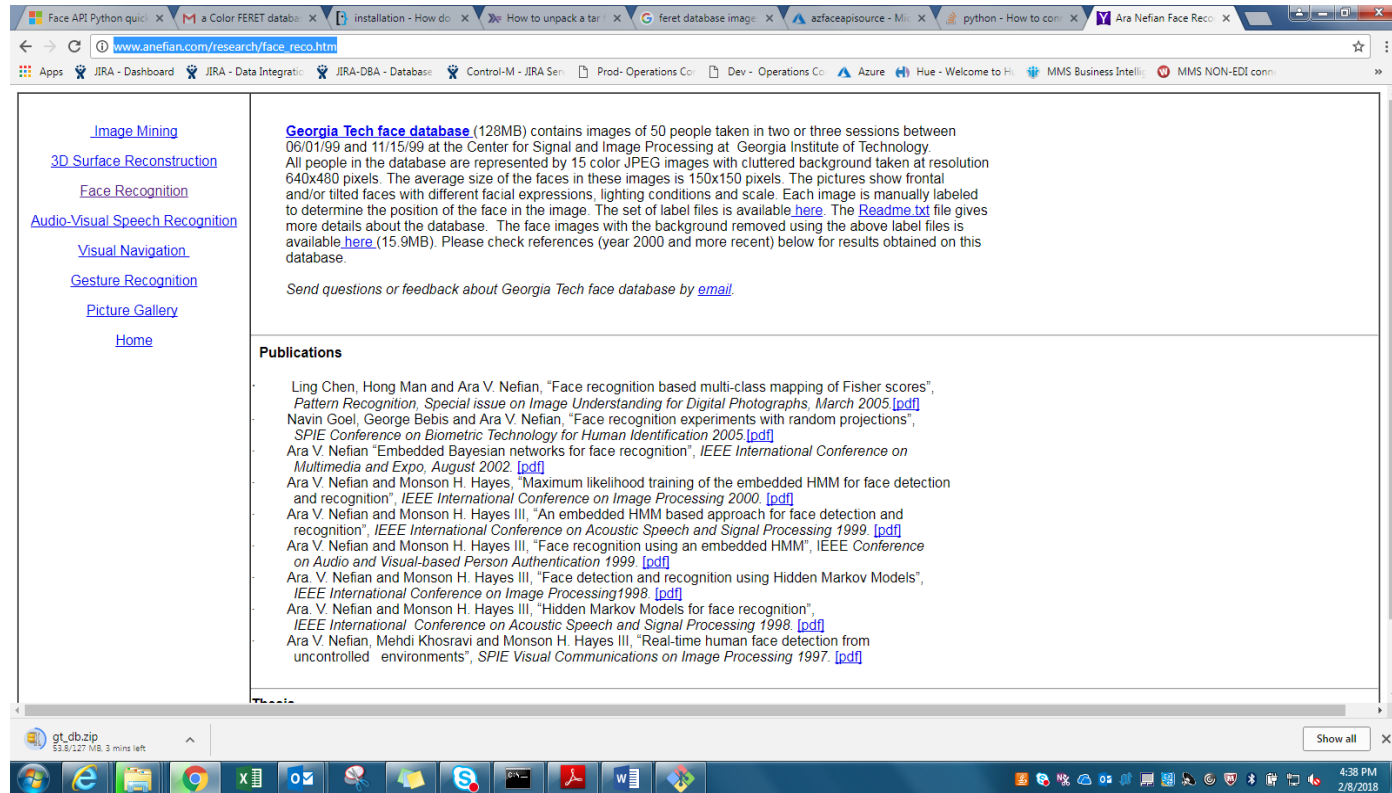 Face API Python quick
a Color FERET databa
installation - How do
How to unpack a tar f
feret database image
azfaceapisource - Mic
python - How to conn
Ara Nefian Face Reco
www.anefian.com/research/face_reco.htm
Apps
JIRA - Dashboard
JIRA - Data Integratio
JIRA-DBA - Database
Control-M - JIRA Ser
Prod- Operations Co
Dev - Operations Co
Azure
Hue - Welcome to H
MMS Business Intelli
MMS NON-EDI conn
»
Image Mining
3D Surface Reconstruction
Face Recognition
Audio-Visual Speech Recognition
Visual Navigation
Gesture Recognition
Picture Gallery
Home
Georgia Tech face database (128MB) contains images of 50 people taken in two or three sessions between
06/01/99 and 11/15/99 at the Center for Signal and Image Processing at Georgia Institute of Technology.
All people in the database are represented by 15 color JPEG images with cluttered background taken at resolution
640x480 pixels. The average size of the faces in these images is 150x150 pixels. The pictures show frontal
and/or tilted faces with different facial expressions, lighting conditions and scale. Each image is manually labeled
to determine the position of the face in the image. The set of label files is available here. The Readme.txt file gives
more details about the database. The face images with the background removed using the above label files is
available here (15.9MB). Please check references (year 2000 and more recent) below for results obtained on this
database.
Send questions or feedback about Georgia Tech face database by email.
Publications
· Ling Chen, Hong Man and Ara V. Nefian, “Face recognition based multi-class mapping of Fisher scores”,
Pattern Recognition, Special issue on Image Understanding for Digital Photographs, March 2005.[pdf]
· Navin Goel, George Bebis and Ara V. Nefian, “Face recognition experiments with random projections”,
SPIE Conference on Biometric Technology for Human Identification 2005.[pdf]
· Ara V. Nefian “Embedded Bayesian networks for face recognition”, IEEE International Conference on
Multimedia and Expo, August 2002. [pdf]
· Ara V. Nefian and Monson H. Hayes, “Maximum likelihood training of the embedded HMM for face detection
and recognition”, IEEE International Conference on Image Processing 2000. [pdf]
· Ara V. Nefian and Monson H. Hayes III, “An embedded HMM based approach for face detection and
recognition”, IEEE International Conference on Acoustic Speech and Signal Processing 1999. [pdf]
· Ara V. Nefian and Monson H. Hayes III, “Face recognition using an embedded HMM”, IEEE Conference
on Audio and Visual-based Person Authentication 1999. [pdf]
· Ara. V. Nefian and Monson H. Hayes III, “Face detection and recognition using Hidden Markov Models”,
IEEE International Conference on Image Processing1998. [pdf]
· Ara. V. Nefian and Monson H. Hayes III, “Hidden Markov Models for face recognition”,
IEEE International Conference on Acoustic Speech and Signal Processing 1998. [pdf]
· Ara V. Nefian, Mehdi Khosravi and Monson H. Hayes III, “Real-time human face detection from
uncontrolled environments”, SPIE Visual Communications on Image Processing 1997. [pdf]
Thesis
gt_db.zip
53.8/127 MB, 3 mins left
Show all
4:38 PM
2/8/2018